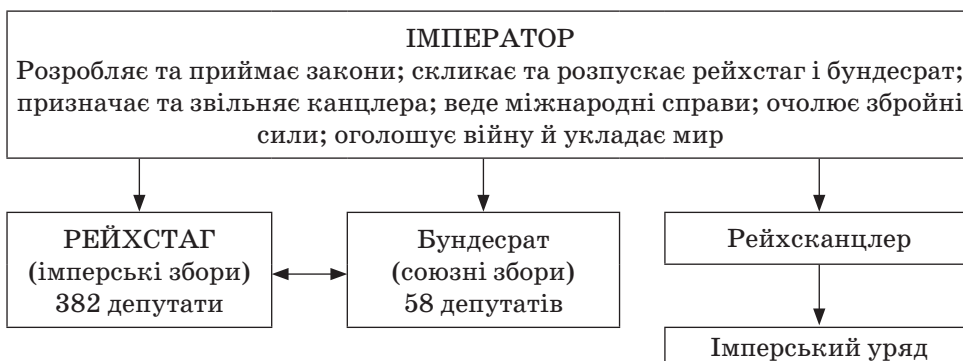 ІМПЕРАТОР
Розробляє та приймає закони; скликає та розпускає рейхстаг і бундесрат;
призначає та звільняє канцлера; веде міжнародні справи; очолює збройні
сили; оголошує війну й укладає мир
РЕЙХСТАГ
(імперські збори)
382 депутати
Бундесрат
(союзні збори)
58 депутатів
Рейхсканцлер
Імперський уряд